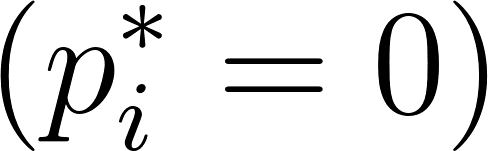 $(p_i^* = 0)$